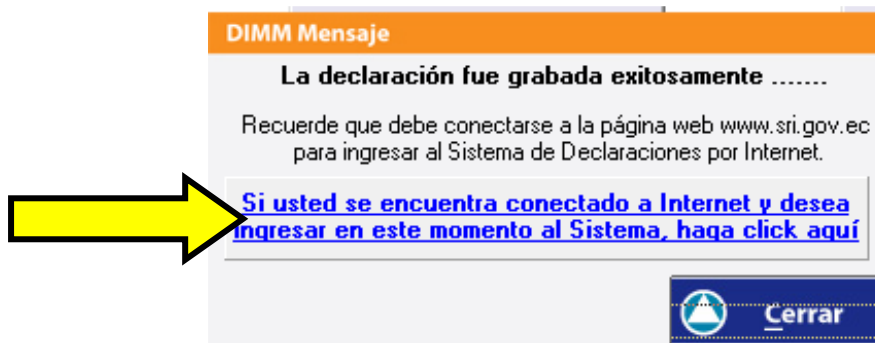 DIMM Mensaje
La declaración fue grabada exitosamente .......
Recuerde que debe conectarse a la página web www.sri.gov.ec
para ingresar al Sistema de Declaraciones por Internet.
Si usted se encuentra conectado a Internet y desea
ingresar en este momento al Sistema, haga click aquí
Cerrar